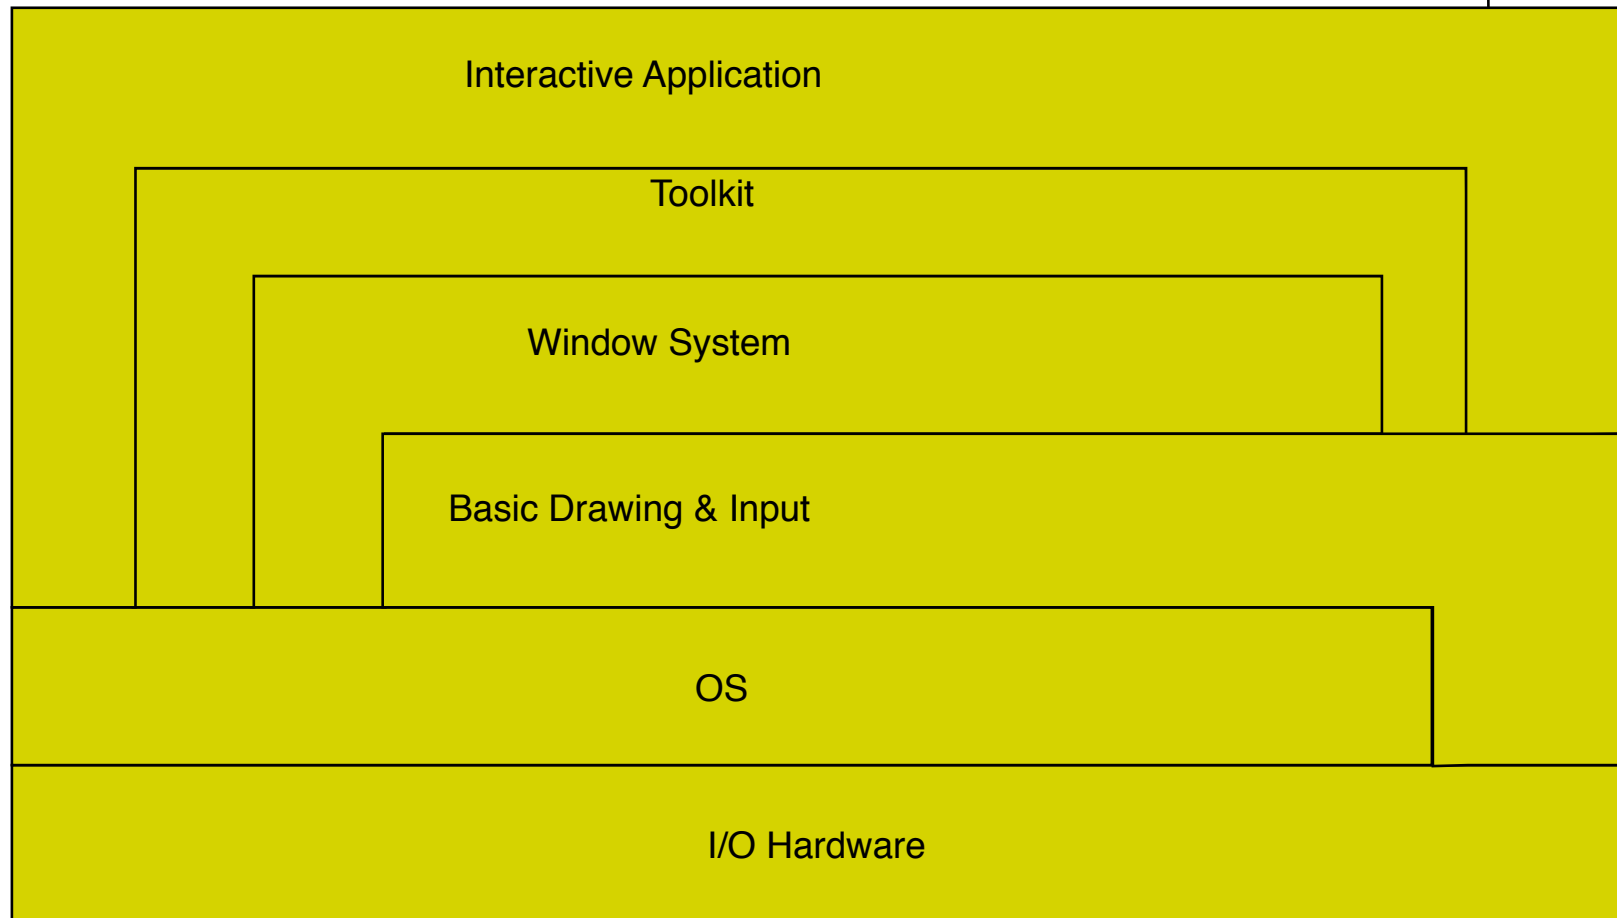 Interactive Application
Toolkit
Window System
Basic Drawing & Input
OS
I/O Hardware